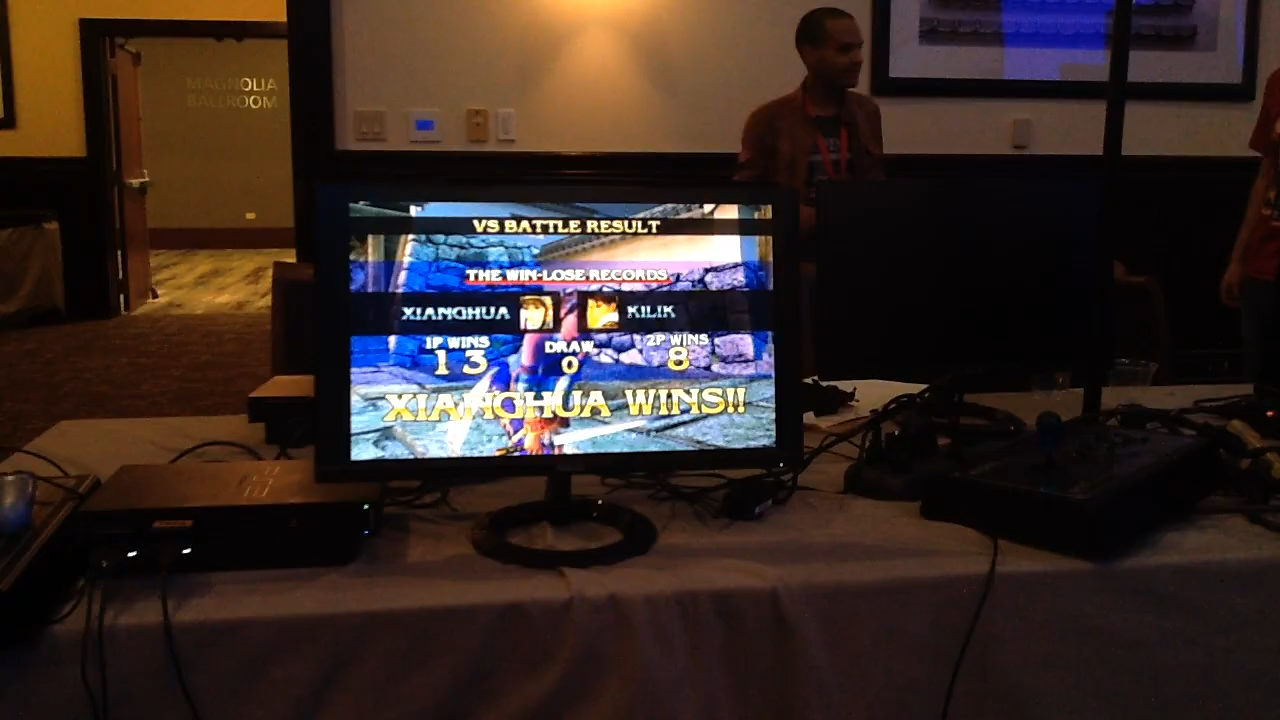 MAGNOLIA
BALLROOM
VS BATTLE RESULT
THE WIN-LOSE RECORDS
XIANGHUA KILIK
1P WINS DRAW 2P WINS
13 0 8
XIANGHUA WINS!!